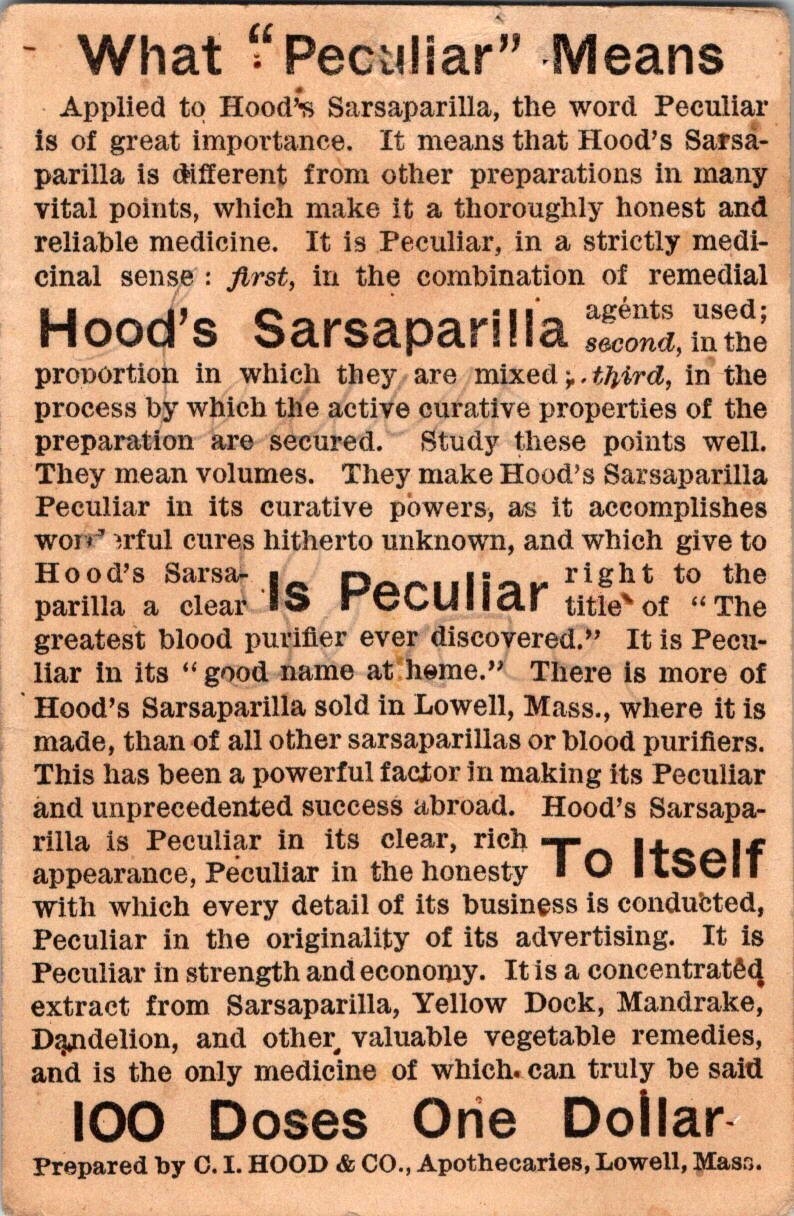 What "Peculiar" Means
Applied to Hood's Sarsaparilla, the word Peculiar
is of great importance. It means that Hood's Sarsa-
parilla is different from other preparations in many
vital points, which make it a thoroughly honest and
reliable medicine. It is Peculiar, in a strictly medi-
cinal sense: first, in the combination of remedial
Hood's Sarsaparilla agents used;
second, in the
proportion in which they are mixed; third, in the
process by which the active curative properties of the
preparation are secured. Study these points well.
They mean volumes. They make Hood's Sarsaparilla
Peculiar in its curative powers, as it accomplishes
wonderful cures hitherto unknown, and which give to
Hood's Sarsa- Is Peculiar right to the
parilla a clear title of "The
greatest blood purifier ever discovered." It is Pecu-
liar in its "good name at home." There is more of
Hood's Sarsaparilla sold in Lowell, Mass., where it is
made, than of all other sarsaparillas or blood purifiers.
This has been a powerful factor in making its Peculiar
and unprecedented success abroad. Hood's Sarsapa-
rilla is Peculiar in its clear, rich To Itself
appearance, Peculiar in the honesty
with which every detail of its business is conducted,
Peculiar in the originality of its advertising. It is
Peculiar in strength and economy. It is a concentrated
extract from Sarsaparilla, Yellow Dock, Mandrake,
Dandelion, and other valuable vegetable remedies,
and is the only medicine of which can truly be said
100 Doses One Dollar
Prepared by C. I. HOOD & CO., Apothecaries, Lowell, Mass.